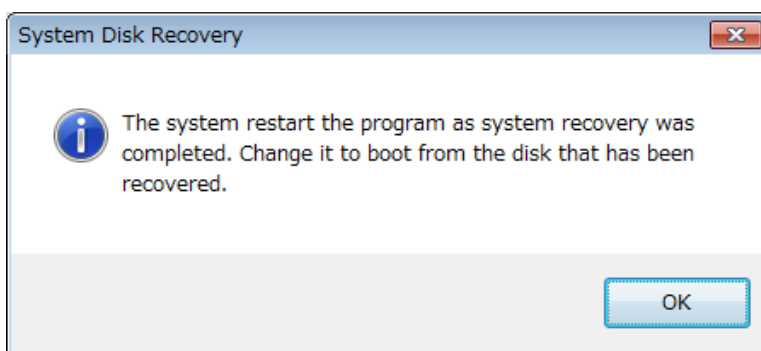 System Disk Recovery
The system restart the program as system recovery was
completed. Change it to boot from the disk that has been
recovered.
OK